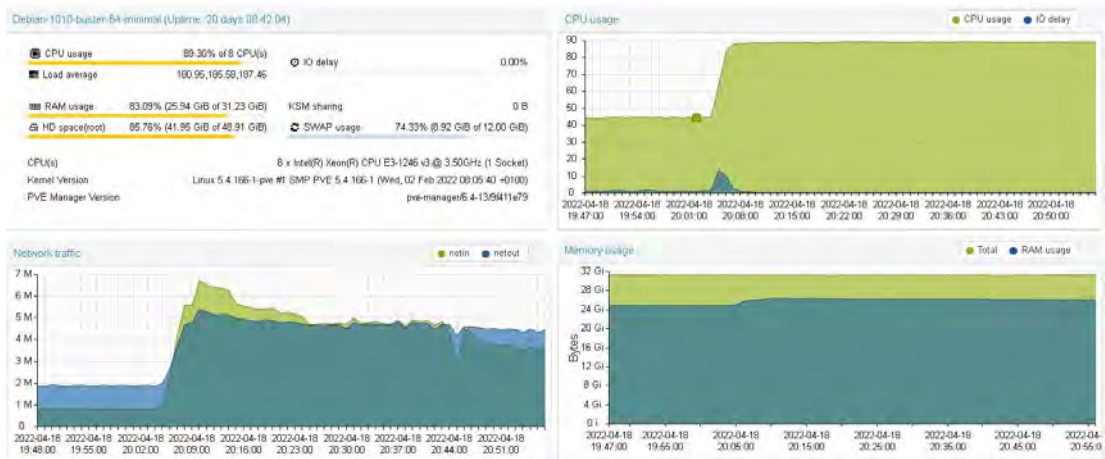 Debian-1010-buster-64-minimal (Uptime: 20 days 08:42:04)
CPU usage 89.30% of 8 CPU(s)
IO delay 0.00%
Load average 180.95,185.59,187.46
RAM usage 83.09% (25.94 GiB of 31.23 GiB)
KSM sharing 0 B
HD space(root) 85.76% (41.95 GiB of 48.91 GiB)
SWAP usage 74.33% (8.92 GiB of 12.00 GiB)
CPU(s) 8 x Intel(R) Xeon(R) CPU E3-1246 v3 @ 3.50GHz (1 Socket)
Kernel Version Linux 5.4.166-1-pve #1 SMP PVE 5.4.166-1 (Wed, 02 Feb 2022 08:05:40 +0100)
PVE Manager Version pve-manager/6.4-13/9f411e79
CPU usage
CPU usage IO delay
90
80
70
60
50
40
30
20
10
0
2022-04-18 2022-04-18 2022-04-18 2022-04-18 2022-04-18 2022-04-18 2022-04-18 2022-04-18 2022-04-18 2022-04-18
19:47:00 19:54:00 20:01:00 20:08:00 20:15:00 20:22:00 20:29:00 20:36:00 20:43:00 20:50:00
Network traffic
netin netout
7 M
6 M
5 M
4 M
3 M
2 M
1 M
0
2022-04-18 2022-04-18 2022-04-18 2022-04-18 2022-04-18 2022-04-18 2022-04-18 2022-04-18 2022-04-18 2022-04-18
19:48:00 19:55:00 20:02:00 20:09:00 20:16:00 20:23:00 20:30:00 20:37:00 20:44:00 20:51:00
Memory usage
Total RAM usage
Bytes
32 Gi
28 Gi
24 Gi
20 Gi
16 Gi
12 Gi
8 Gi
4 Gi
0 i
2022-04-18 2022-04-18 2022-04-18 2022-04-18 2022-04-18 2022-04-18 2022-04-18 2022-04-
19:47:00 19:55:00 20:05:00 20:15:00 20:25:00 20:35:00 20:45:00 20:55:0